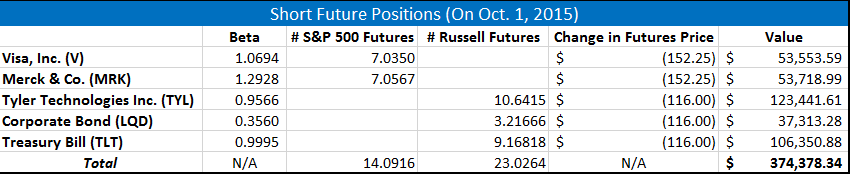 Short Future Positions (On Oct. 1, 2015)
Beta # S&P 500 Futures # Russell Futures Change in Futures Price Value
Visa, Inc. (V) 1.0694 7.0350 $ (152.25) $ 53,553.59
Merck & Co. (MRK) 1.2928 7.0567 $ (152.25) $ 53,718.99
Tyler Technologies Inc. (TYL) 0.9566 10.6415 $ (116.00) $ 123,441.61
Corporate Bond (LQD) 0.3560 3.21666 $ (116.00) $ 37,313.28
Treasury Bill (TLT) 0.9995 9.16818 $ (116.00) $ 106,350.88
Total N/A 14.0916 23.0264 N/A $ 374,378.34